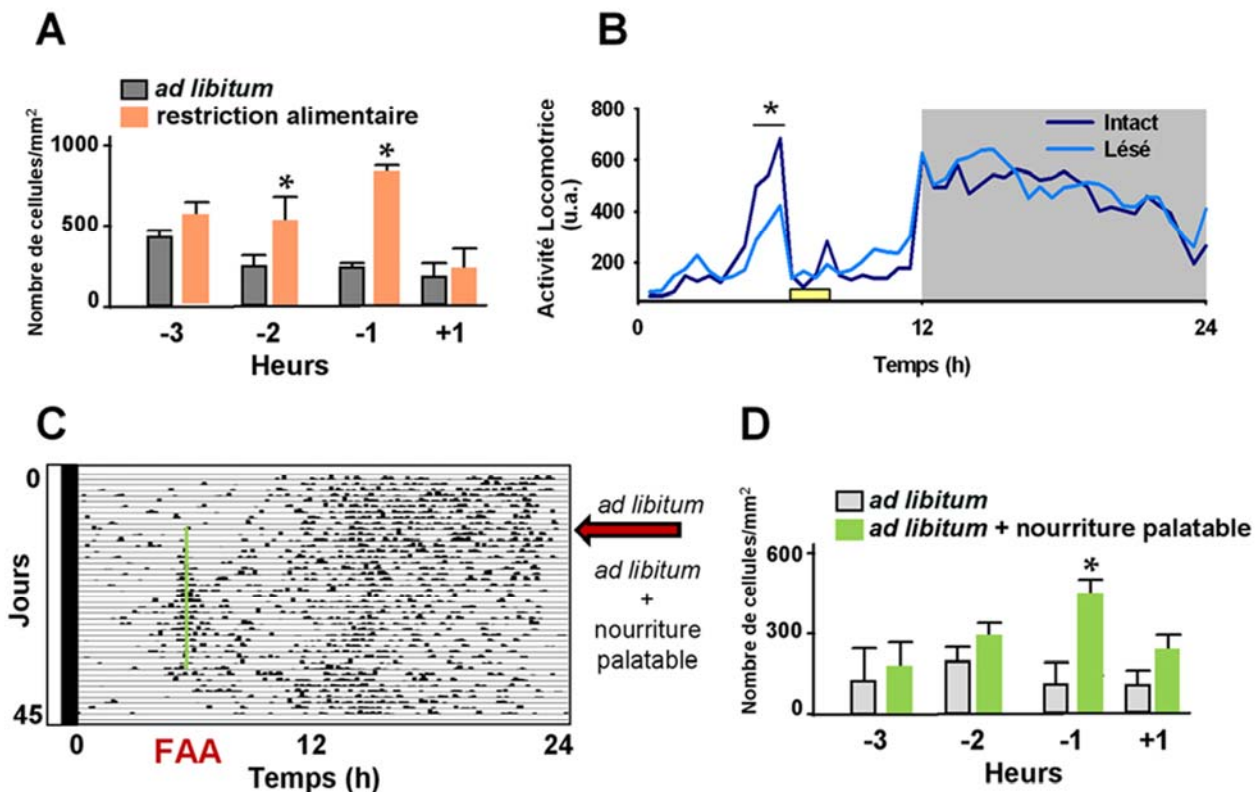 A
ad libitum
restriction alimentaire
Nombre de cellules/mm²
1000
500
0
-3 -2 -1 +1
* *
Heurs
B
Activité Locomotrice
(u.a.)
800
600
400
200
*
Intact
Lésé
0 12 24
Temps (h)
C
Jours
0
45
0 12 24
FAA
Temps (h)
ad libitum
ad libitum
+
nourriture
palatable
D
ad libitum
ad libitum + nourriture palatable
Nombre de cellules/mm²
600
300
0
*
-3 -2 -1 +1
Heurs